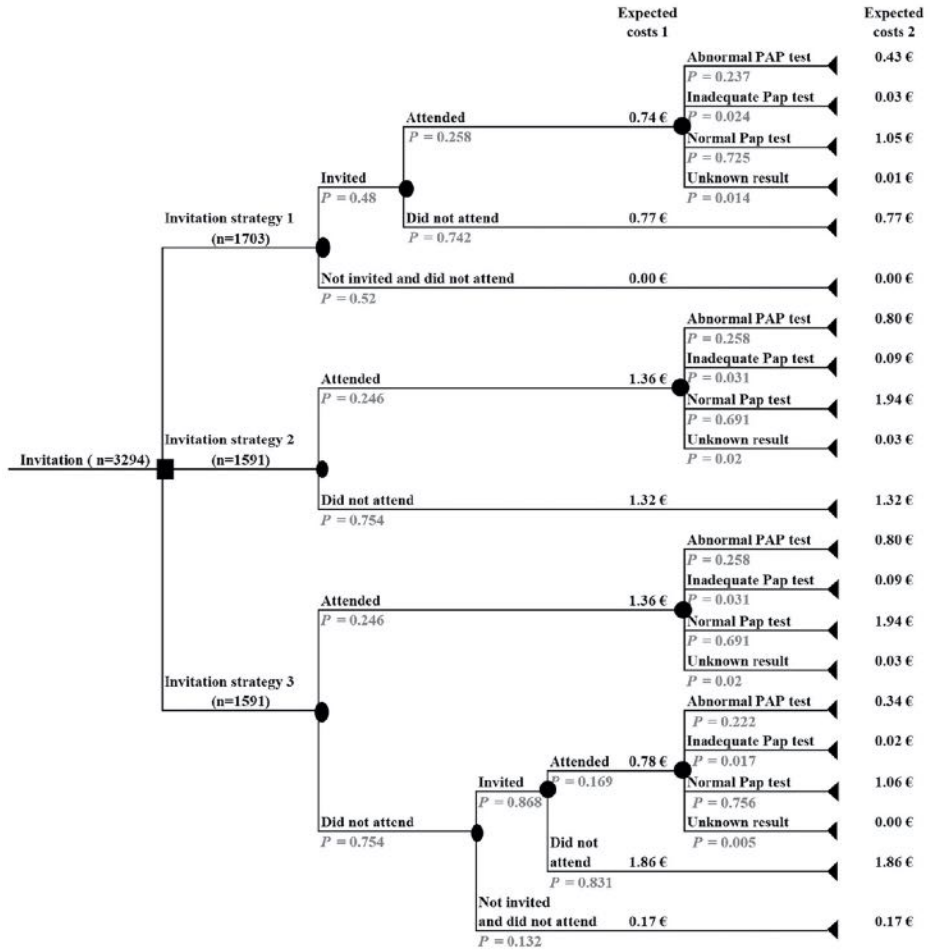 Expected Expected
costs 1 costs 2
Abnormal PAP test 0.43 €
P = 0.237
Inadequate Pap test 0.03 €
Attended 0.74 € P = 0.024
P = 0.258 Normal Pap test 1.05 €
P = 0.725
Invited Unknown result 0.01 €
P = 0.48 P = 0.014
Invitation strategy 1 Did not attend 0.77 € 0.77 €
(n=1703) P = 0.742
Not invited and did not attend 0.00 € 0.00 €
P = 0.52
Abnormal PAP test 0.80 €
P = 0.258
Inadequate Pap test 0.09 €
Attended 1.36 € P = 0.031
P = 0.246 Normal Pap test 1.94 €
P = 0.691
Invitation strategy 2 Unknown result 0.03 €
Invitation ( n=3294) (n=1591) P = 0.02
Did not attend 1.32 € 1.32 €
P = 0.754
Abnormal PAP test 0.80 €
P = 0.258
Inadequate Pap test 0.09 €
Attended 1.36 € P = 0.031
P = 0.246 Normal Pap test 1.94 €
P = 0.691
Invitation strategy 3 Unknown result 0.03 €
(n=1591) P = 0.02
Abnormal PAP test 0.34 €
P = 0.222
Inadequate Pap test 0.02 €
Attended 0.78 € P = 0.017
Invited P = 0.169 Normal Pap test 1.06 €
P = 0.868 P = 0.756
Did not attend Unknown result 0.00 €
P = 0.754 Did not P = 0.005
attend 1.86 € 1.86 €
P = 0.831
Not invited
and did not attend 0.17 € 0.17 €
P = 0.132